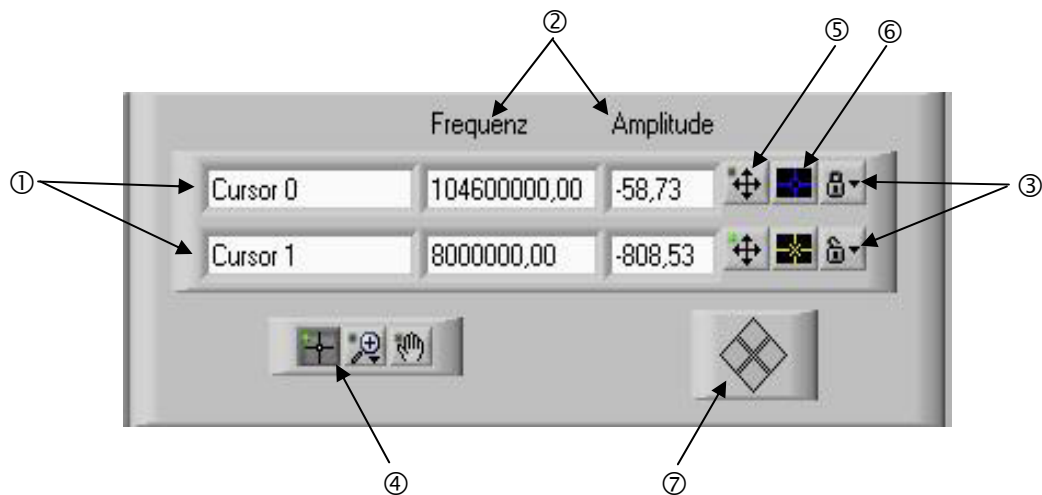 ②
⑤ ⑥
Frequenz Amplitude
①
Cursor 0 104600000,00 -58,73
③
Cursor 1 8000000,00 -808,53
④ ⑦